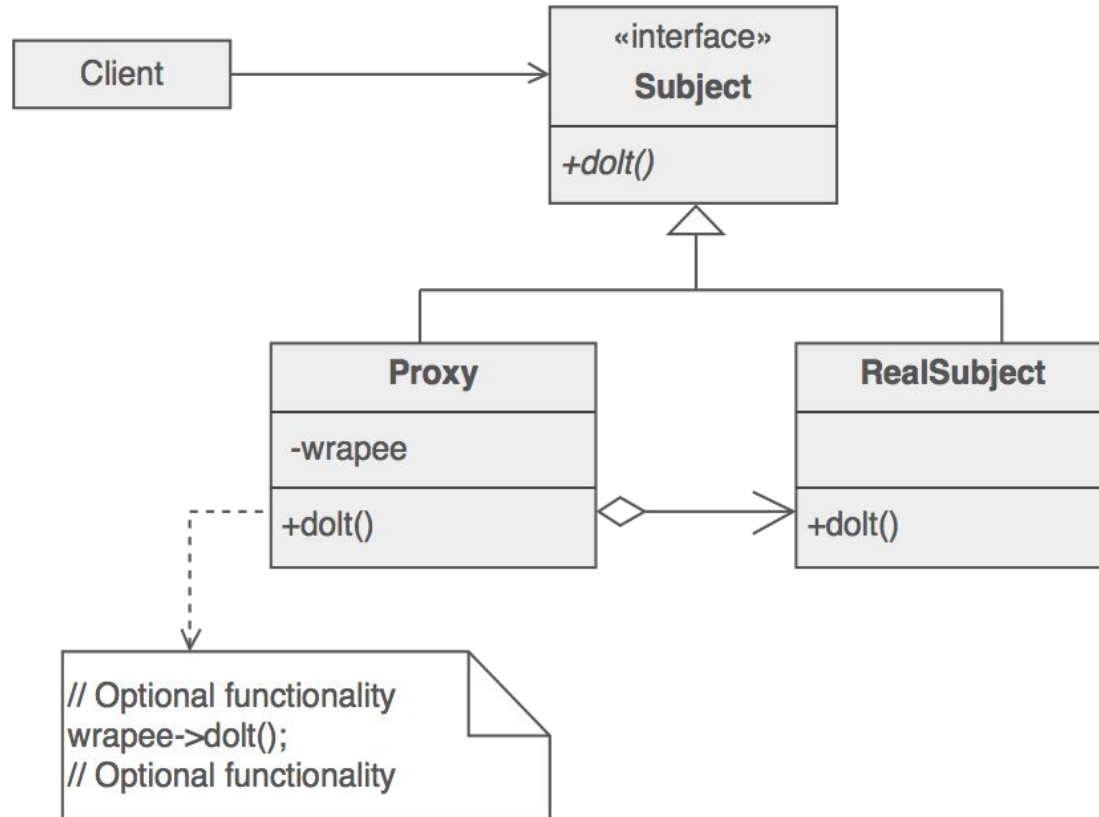 Client
«interface»
Subject
+doIt()
Proxy
-wrapee
+doIt()
RealSubject
+doIt()
// Optional functionality
wrapee->doIt();
// Optional functionality